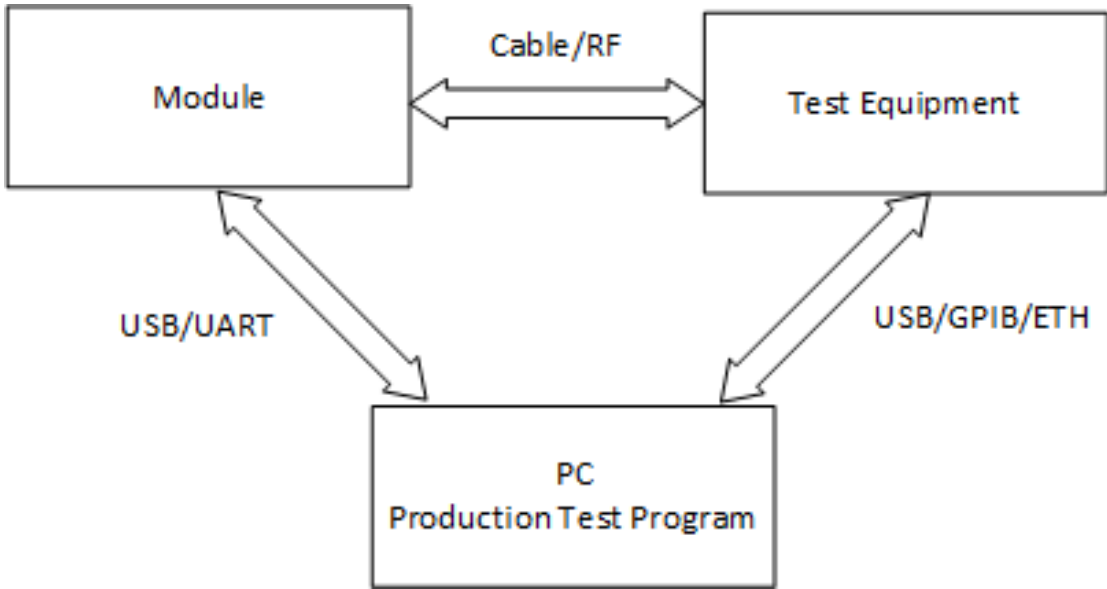 Cable/RF
Module
Test Equipment
USB/UART
USB/GPIB/ETH
PC
Production Test Program